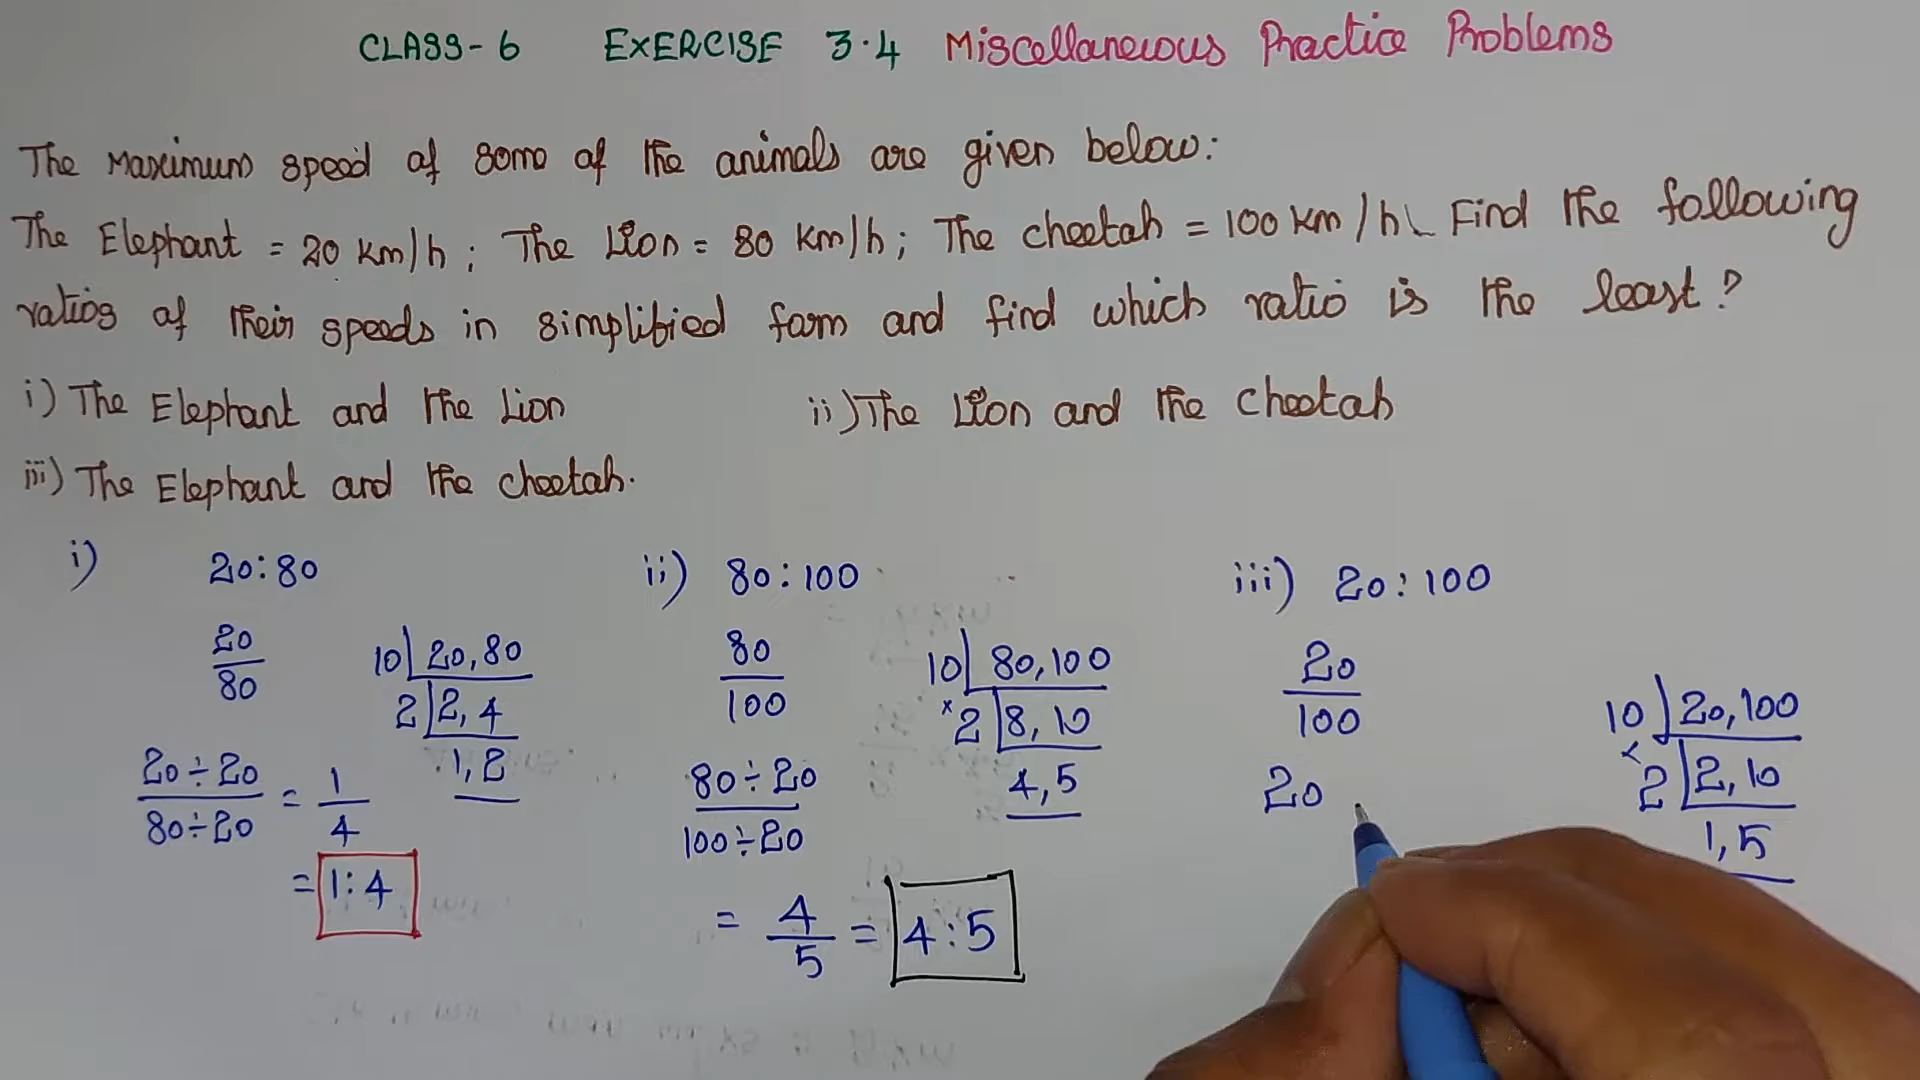 CLASS-6 EXERCISE 3.4 Miscellaneous Practice Problems
The Maximum speed of some of the animals are given below:
The Elephant = 20 km/h; The Lion = 80 km/h; The cheetah = 100 km/h. Find the following
ratios of their speeds in simplified form and find which ratio is the least?
i) The Elephant and the Lion
ii) The Lion and the cheetah
iii) The Elephant and the cheetah.
i) 20:80
20
80
10 20,80
2 2,4
1,2
20÷20
80÷20
= 1
4
= 1:4
ii) 80:100
80
100
10 80,100
× 2 8,10
4,5
80÷20
100÷20
= 4
5
= 4:5
iii) 20:100
20
100
10 20,100
× 2 2,10
1,5
20